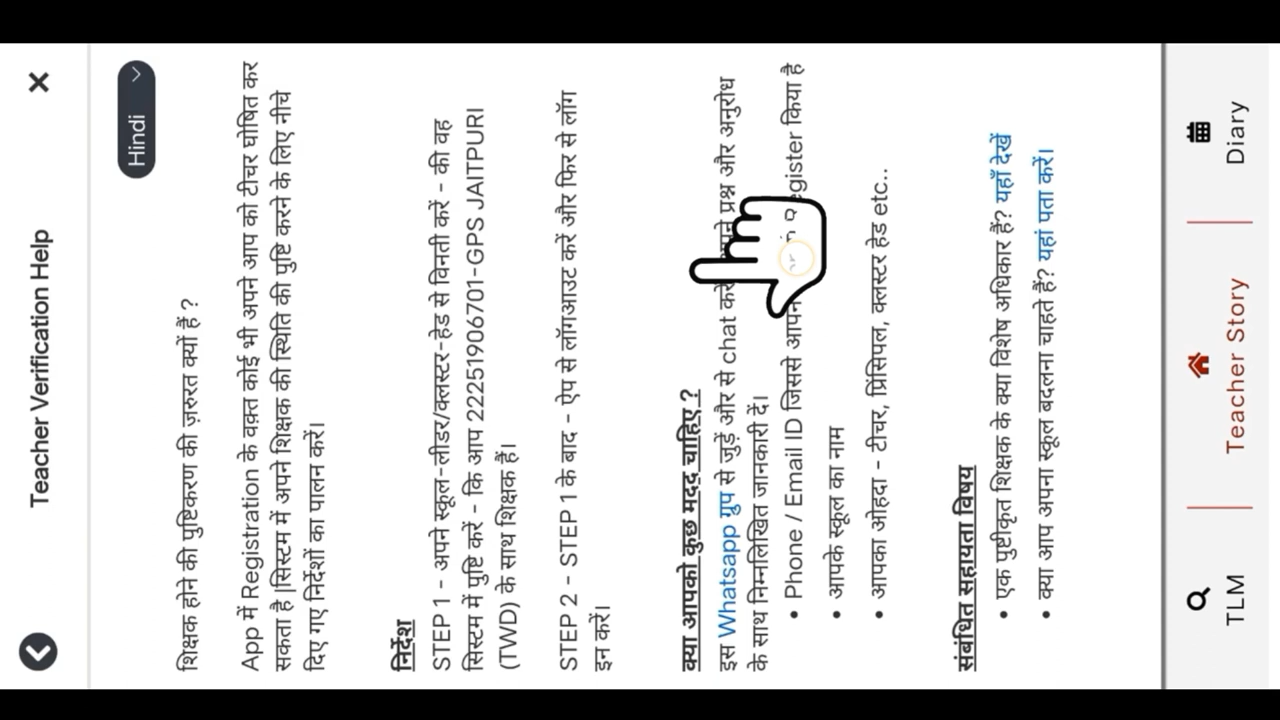 Teacher Verification Help
Hindi
शिक्षक होने की पुष्टिकरण की ज़रुरत क्यों हैं ?
App में Registration के वक़्त कोई भी अपने आप को टीचर घोषित कर
सकता है |सिस्टम में अपने शिक्षक की स्थिति की पुष्टि करने के लिए नीचे
दिए गए निर्देशों का पालन करें।
निर्देश
STEP 1 - अपने स्कूल-लीडर/क्लस्टर-हेड से विनती करें - की वह
सिस्टम में पुष्टि करें - कि आप 22251906701-GPS JAITPURI
(TWD) के साथ शिक्षक हैं।
STEP 2 - STEP 1 के बाद - ऐप से लॉगआउट करें और फिर से लॉग
इन करें।
क्या आपको कुछ मदद चाहिए ?
इस Whatsapp ग्रुप से जुड़ें और से chat करें प्रश्न और अनुरोध
के साथ निम्नलिखित जानकारी दें।
• Phone / Email ID जिससे आपने किया है
• आपके स्कूल का नाम
• आपका ओहदा - टीचर, प्रिंसिपल, क्लस्टर हेड etc..
संबंधित सहायता विषय
• एक पुष्टीकृत शिक्षक के क्या विशेष अधिकार हैं? यहाँ देखें
• क्या आप अपना स्कूल बदलना चाहते हैं? यहां पता करें।
TLM
Teacher Story
Diary